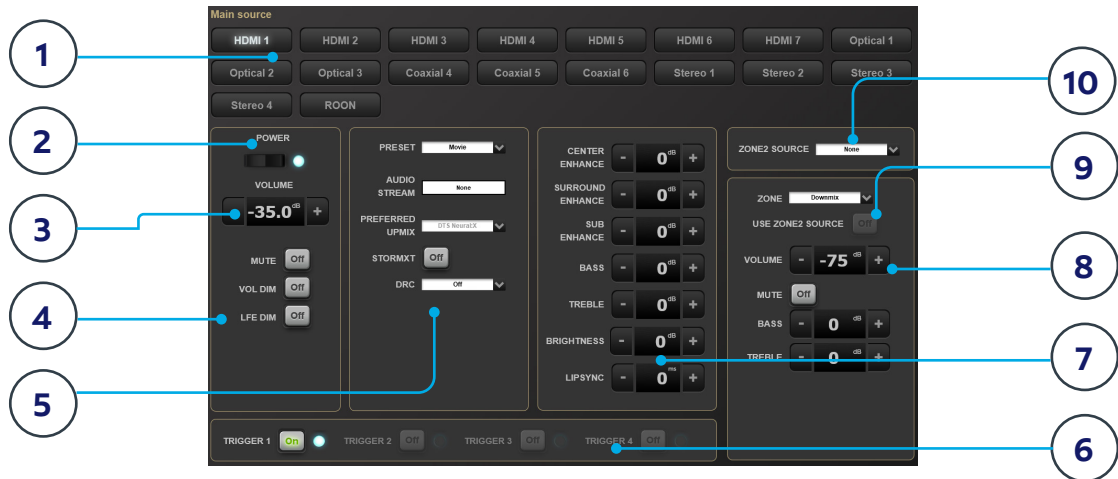 Main source
HDMI 1 HDMI 2 HDMI 3 HDMI 4 HDMI 5 HDMI 6 HDMI 7 Optical 1
Optical 2 Optical 3 Coaxial 4 Coaxial 5 Coaxial 6 Stereo 1 Stereo 2 Stereo 3
Stereo 4 ROON
1
2
3
4
5
POWER
VOLUME
- -35.0 dB +
MUTE Off
VOL DIM Off
LFE DIM Off
PRESET Movie
AUDIO
STREAM None
PREFERRED
UPMIX DTS Neural:X
STORMXT Off
DRC Off
CENTER
ENHANCE - 0 dB +
SURROUND
ENHANCE - 0 dB +
SUB
ENHANCE - 0 dB +
BASS - 0 dB +
TREBLE - 0 dB +
BRIGHTNESS - 0 dB +
LIPSYNC - 0 ms +
ZONE2 SOURCE None
ZONE Downmix
USE ZONE2 SOURCE Off
VOLUME - -75 dB +
MUTE Off
BASS - 0 dB +
TREBLE - 0 dB +
TRIGGER 1 On TRIGGER 2 Off TRIGGER 3 Off TRIGGER 4 Off
10
9
8
7
6